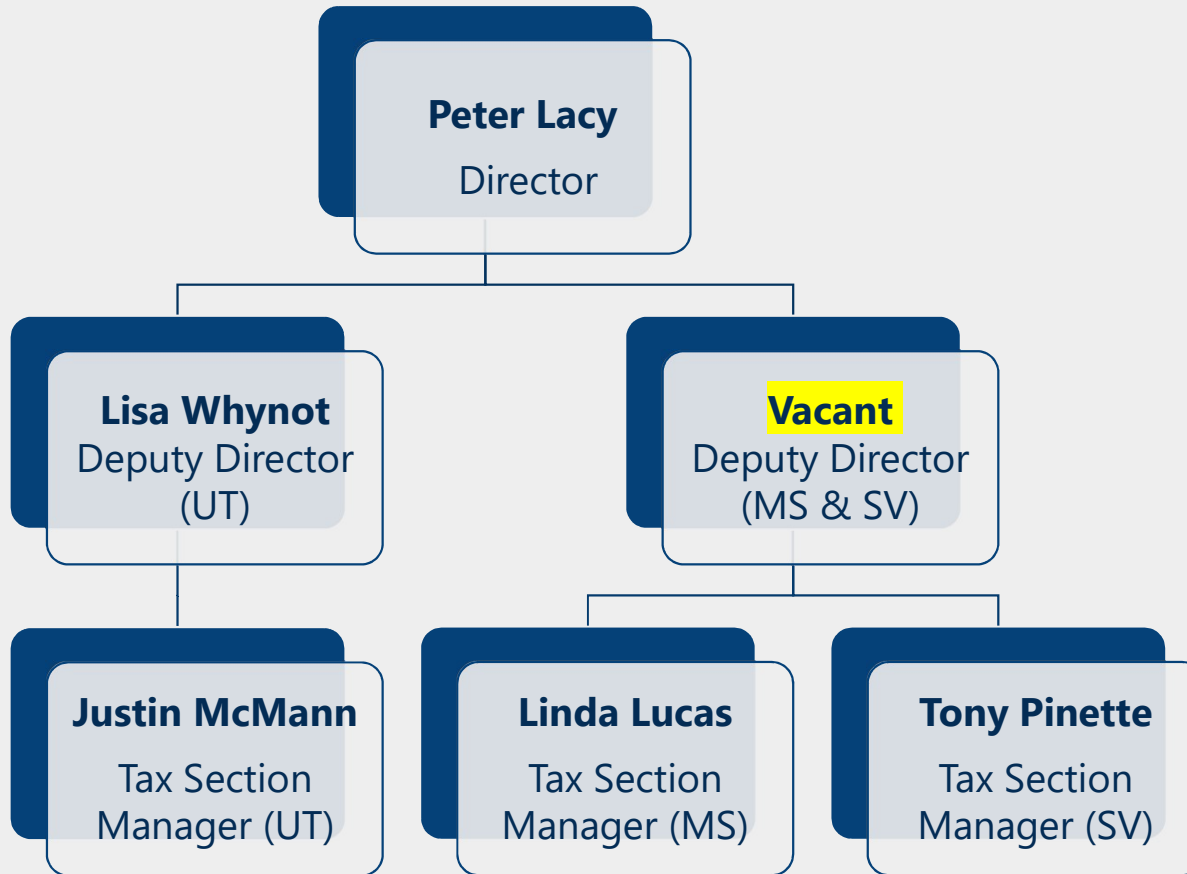 Peter Lacy
Director
Lisa Whynot
Deputy Director
(UT)
Vacant
Deputy Director
(MS & SV)
Justin McMann
Tax Section
Manager (UT)
Linda Lucas
Tax Section
Manager (MS)
Tony Pinette
Tax Section
Manager (SV)